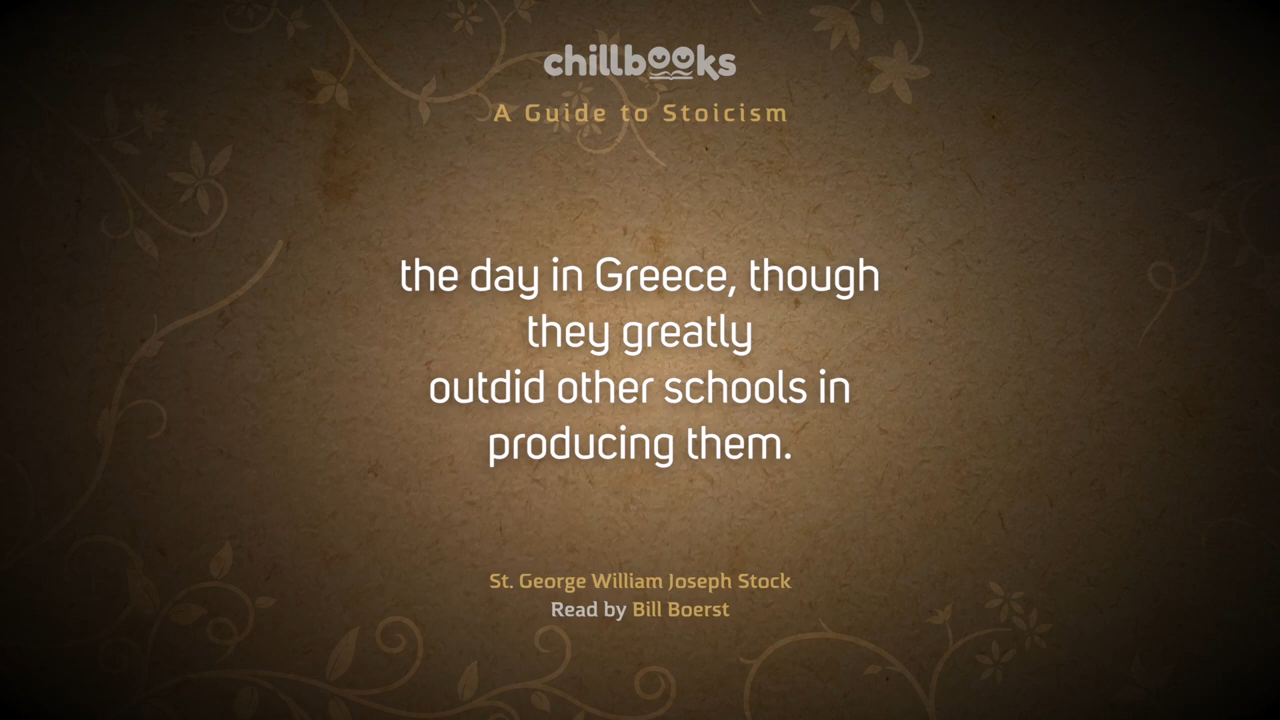 chillbooks
A Guide to Stoicism
the day in Greece, though
they greatly
outdid other schools in
producing them.
St. George William Joseph Stock
Read by Bill Boerst